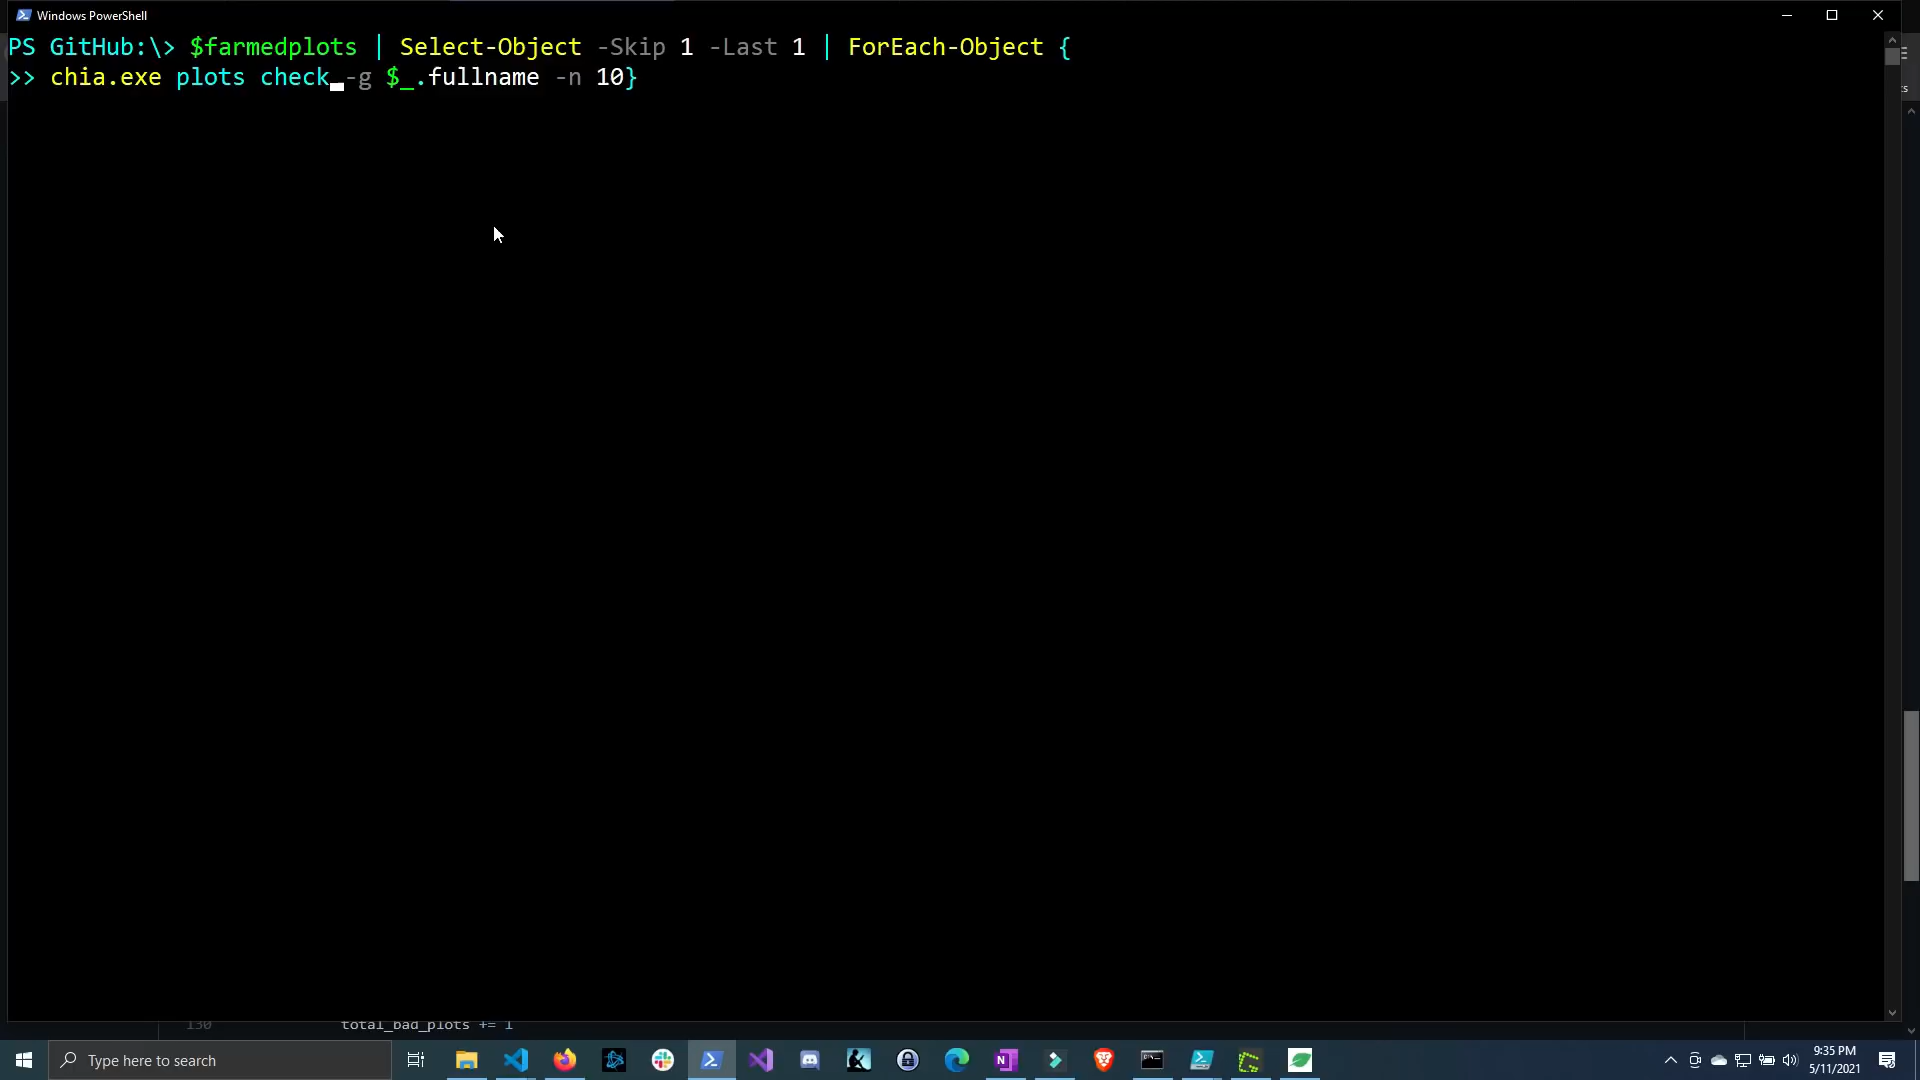 Windows PowerShell
PS GitHub:\> $farmedplots | Select-Object -Skip 1 -Last 1 | ForEach-Object {
>> chia.exe plots check -g $_.fullname -n 10}
130 total_bad_plots += 1
Type here to search
9:35 PM
5/11/2021